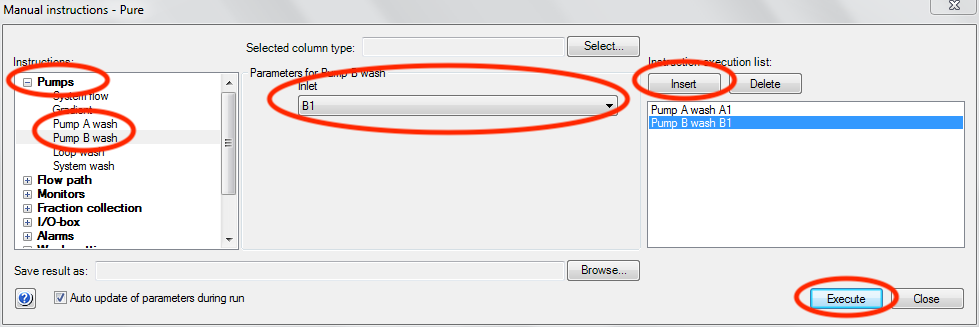 Manual instructions - Pure
Selected column type:
Select...
Instructions:
Pumps
System flow
Gradient
Pump A wash
Pump B wash
Loop wash
System wash
Flow path
Monitors
Fraction collection
I/O-box
Alarms
Parameters for Pump B wash
Inlet
B1
Instruction execution list:
Insert
Delete
Pump A wash A1
Pump B wash B1
Save result as:
Browse...
Auto update of parameters during run
Execute
Close